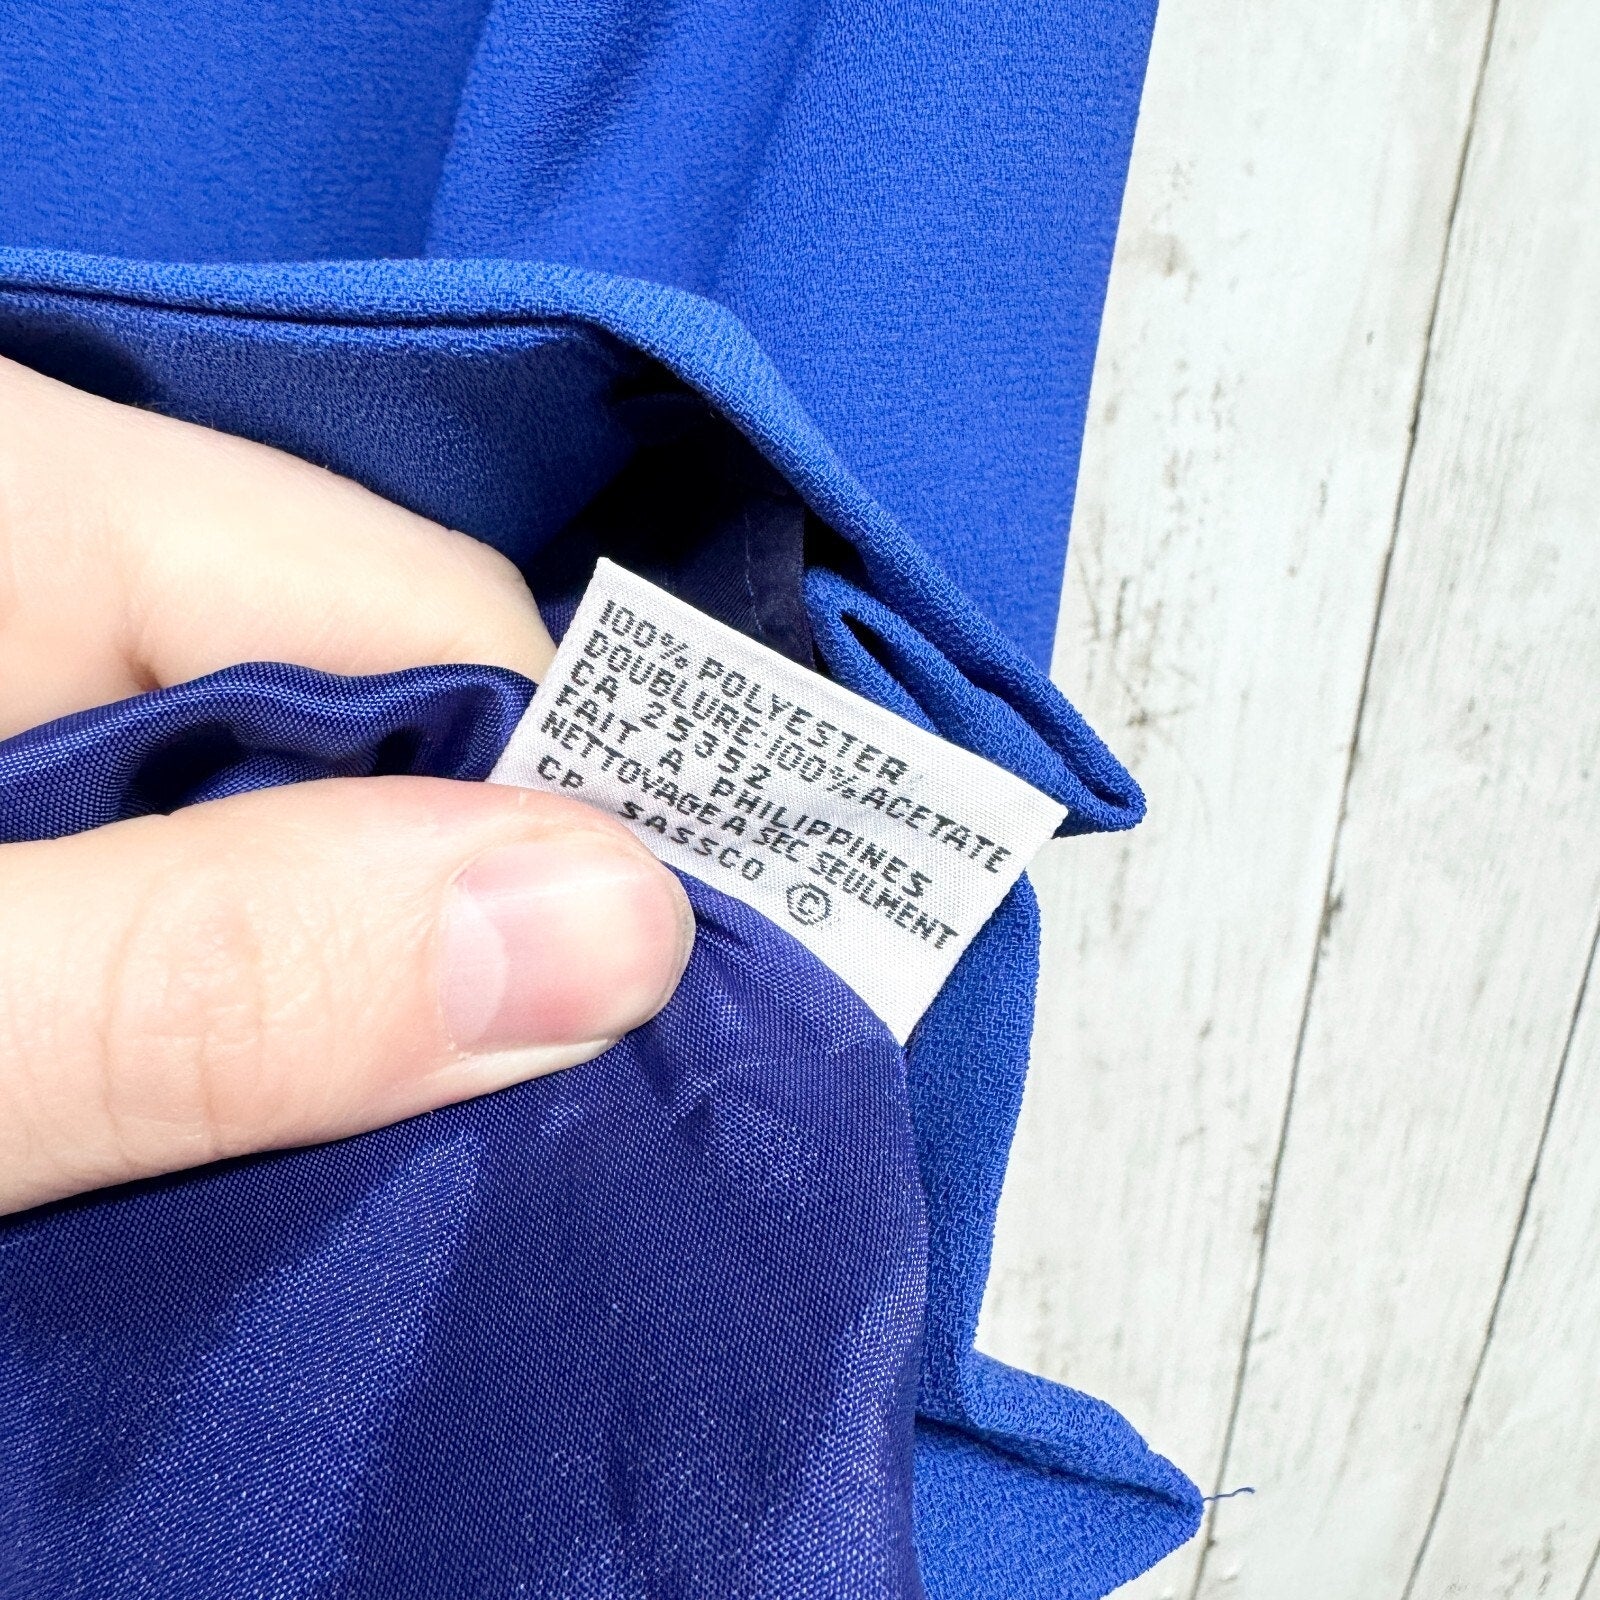 100% POLYESTER
DOUBLURE:100% ACETATE
CA 25352
FAIT A PHILIPPINES
NETTOYAGE A SEC SEULMENT
CP SASSCO ©